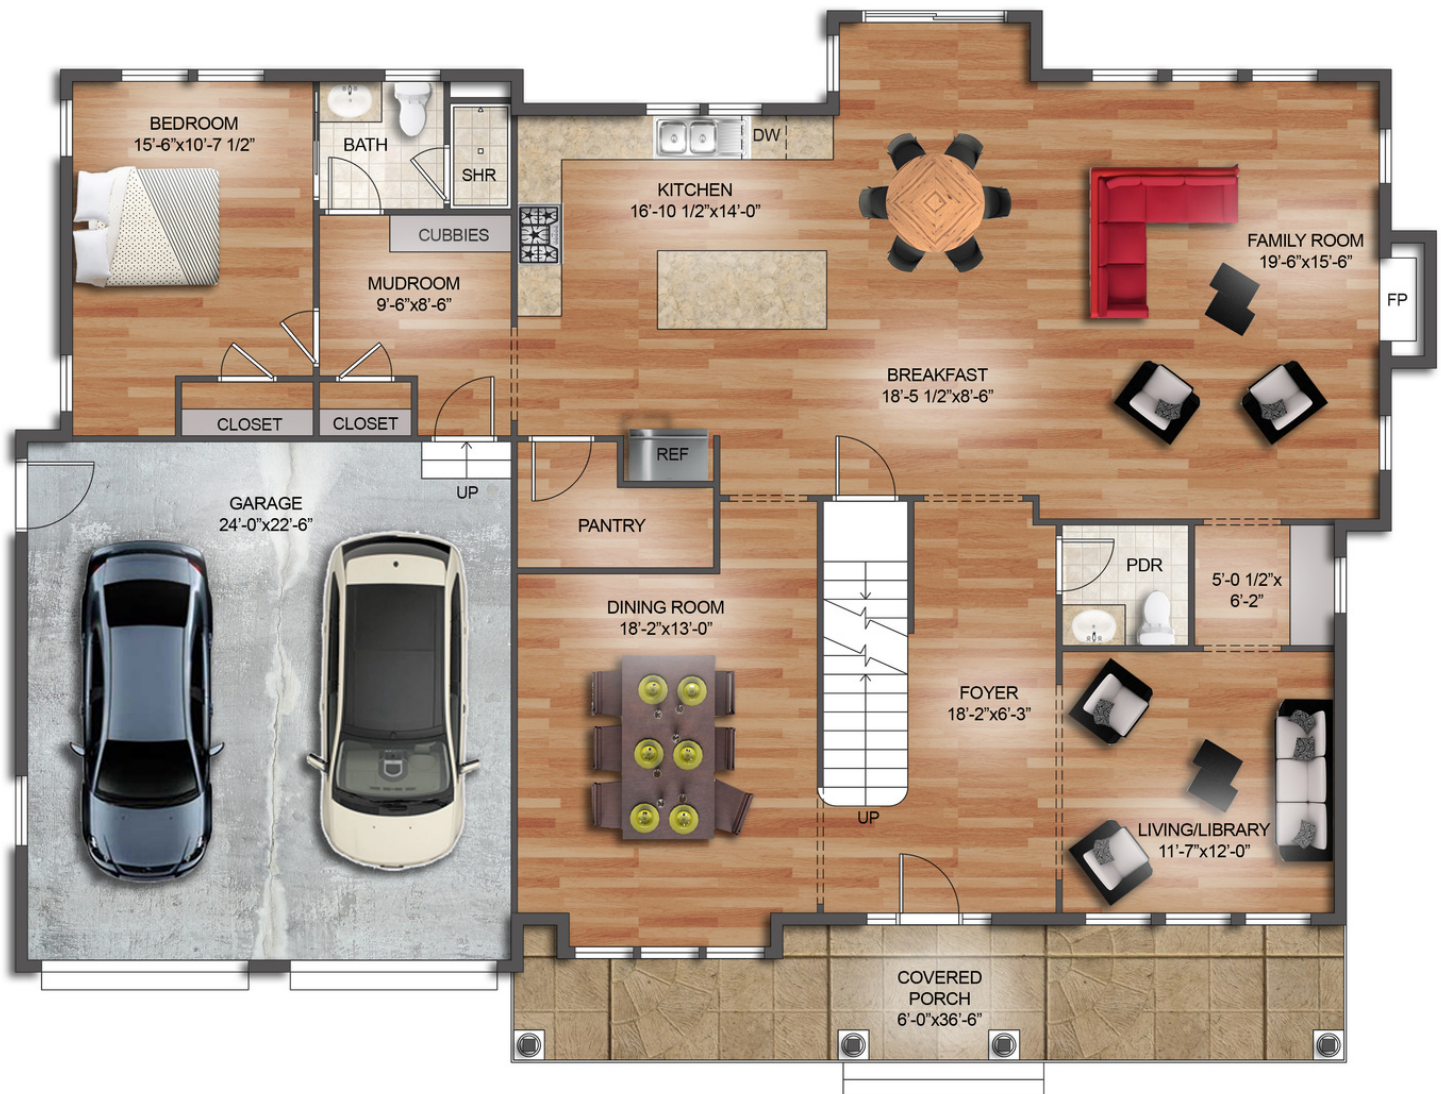 BEDROOM
15'-6"x10'-7 1/2"
BATH
SHR
DW
KITCHEN
16'-10 1/2"x14'-0"
CUBBIES
FAMILY ROOM
19'-6"x15'-6"
MUDROOM
9'-6"x8'-6"
FP
BREAKFAST
18'-5 1/2"x8'-6"
CLOSET
CLOSET
REF
UP
GARAGE
24'-0"x22'-6"
PANTRY
PDR
5'-0 1/2"x
6'-2"
DINING ROOM
18'-2"x13'-0"
FOYER
18'-2"x6'-3"
UP
LIVING/LIBRARY
11'-7"x12'-0"
COVERED
PORCH
6'-0"x36'-6"